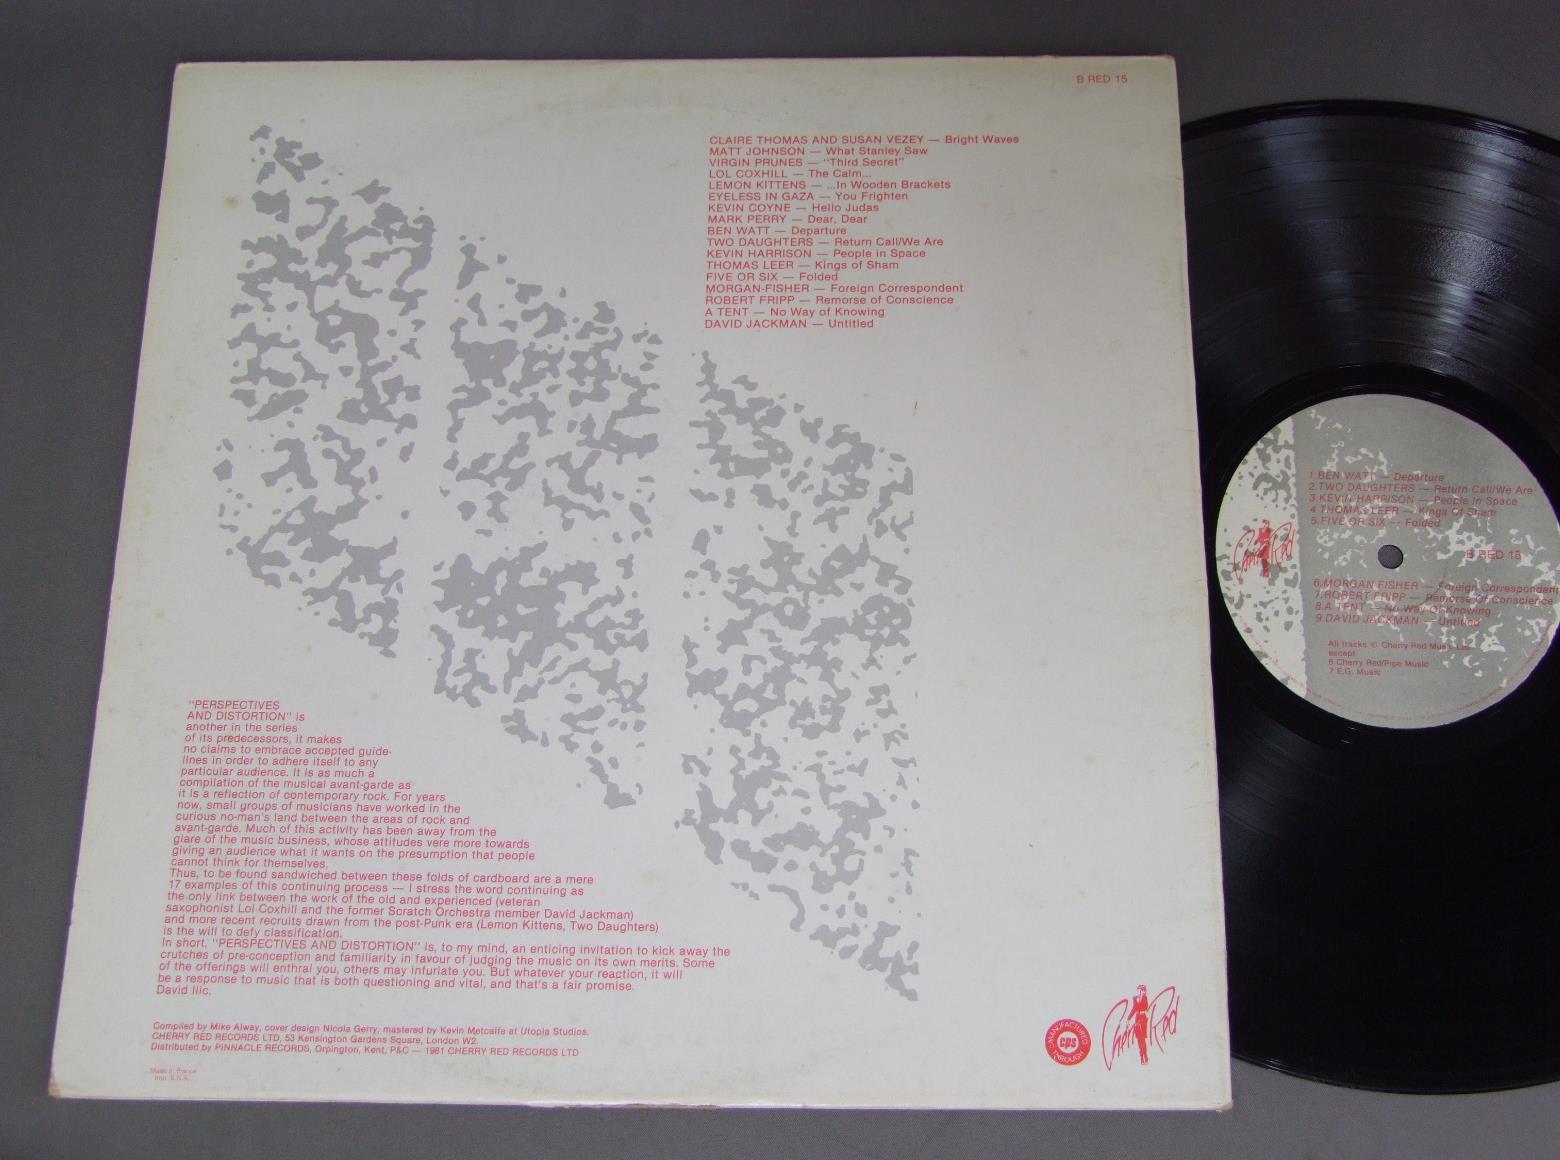 B RED 15
CLAIRE THOMAS AND SUSAN VEZEY — Bright Waves
MATT JOHNSON — What Stanley Saw
VIRGIN PRUNES — "Third Secret"
LOL COXHILL — The Calm...
LEMON KITTENS — ...In Wooden Brackets
EYELESS IN GAZA — You Frighten
KEVIN COYNE — Hello Judas
MARK PERRY — Dear, Dear
BEN WATT — Departure
TWO DAUGHTERS — Return Call/We Are
KEVIN HARRISON — People in Space
THOMAS LEER — Kings of Sham
FIVE OR SIX — Folded
MORGAN-FISHER — Foreign Correspondent
ROBERT FRIPP — Remorse of Conscience
A TENT — No Way of Knowing
DAVID JACKMAN — Untitled
"PERSPECTIVES
AND DISTORTION" is
another in the series
of its predecessors, it makes
no claims to embrace accepted guide-
lines in order to adhere itself to any
particular audience. It is as much a
compilation of the musical avant-garde as
it is a reflection of contemporary rock. For years
now, small groups of musicians have worked in the
curious no-man's land between the areas of rock and
avant-garde. Much of this activity has been away from the
glare of the music business, whose attitudes vere more towards
giving an audience what it wants on the presumption that people
cannot think for themselves.
Thus, to be found sandwiched between these folds of cardboard are a mere
17 examples of this continuing process — I stress the word continuing as
the only link between the work of the old and experienced (veteran
saxophonist Lol Coxhill and the former Scratch Orchestra member David Jackman)
and more recent recruits drawn from the post-Punk era (Lemon Kittens, Two Daughters)
is the will to defy classification.
In short, "PERSPECTIVES AND DISTORTION" is, to my mind, an enticing invitation to kick away the
crutches of pre-conception and familiarity in favour of judging the music on its own merits. Some
of the offerings will enthral you, others may infuriate you. But whatever your reaction, it will
be a response to music that is both questioning and vital, and that's a fair promise.
David Ilic.
Compiled by Mike Alway, cover design Nicola Gerry, mastered by Kevin Metcalfe at Utopia Studios.
CHERRY RED RECORDS LTD, 53 Kensington Gardens Square, London W2.
Distributed by PINNACLE RECORDS, Orpington, Kent, P&C — 1981 CHERRY RED RECORDS LTD
Made in France
Imp. S.N.A.
MANUFACTURED
cps
THROUGH
Cherry Red
1. BEN WATT — Departure
2. TWO DAUGHTERS — Return Call/We Are
3. KEVIN HARRISON — People In Space
4 THOMAS LEER — Kings Of Sham
5. FIVE OR SIX — Folded
Cherry Red
B RED 15
6. MORGAN FISHER — Foreign Correspondent
7. ROBERT FRIPP — Remorse Of Conscience
8. A TENT — No Way Of Knowing
9. DAVID JACKMAN — Untitled
All tracks © Cherry Red Music Ltd
except
6 Cherry Red/Pipe Music
7 E.G. Music